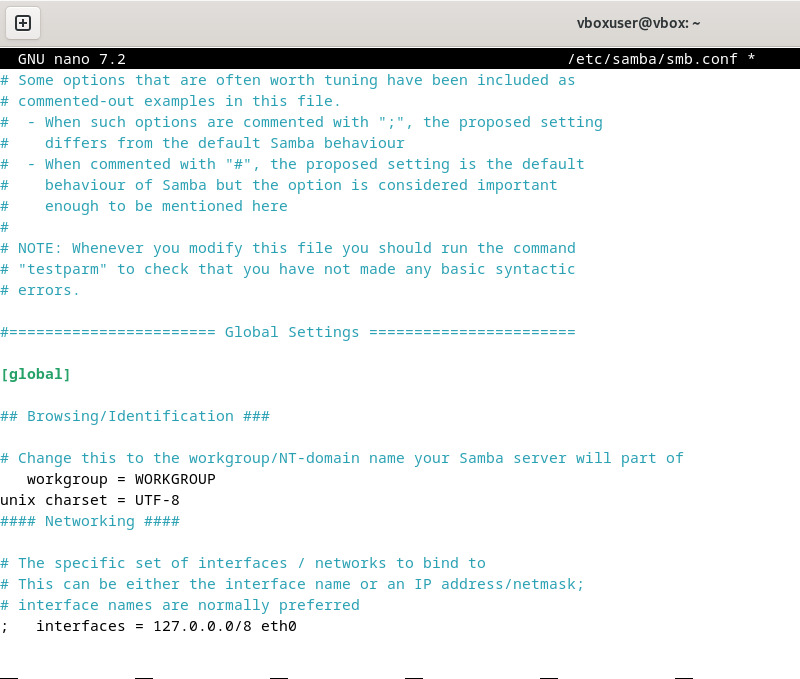 vboxuser@vbox: ~
GNU nano 7.2 /etc/samba/smb.conf *
# Some options that are often worth tuning have been included as
# commented-out examples in this file.
#  - When such options are commented with ";", the proposed setting
#    differs from the default Samba behaviour
#  - When commented with "#", the proposed setting is the default
#    behaviour of Samba but the option is considered important
#    enough to be mentioned here
#
# NOTE: Whenever you modify this file you should run the command
# "testparm" to check that you have not made any basic syntactic
# errors.
#======================= Global Settings =======================
[global]
## Browsing/Identification ###
# Change this to the workgroup/NT-domain name your Samba server will part of
   workgroup = WORKGROUP
unix charset = UTF-8
#### Networking ####
# The specific set of interfaces / networks to bind to
# This can be either the interface name or an IP address/netmask;
# interface names are normally preferred
;   interfaces = 127.0.0.0/8 eth0